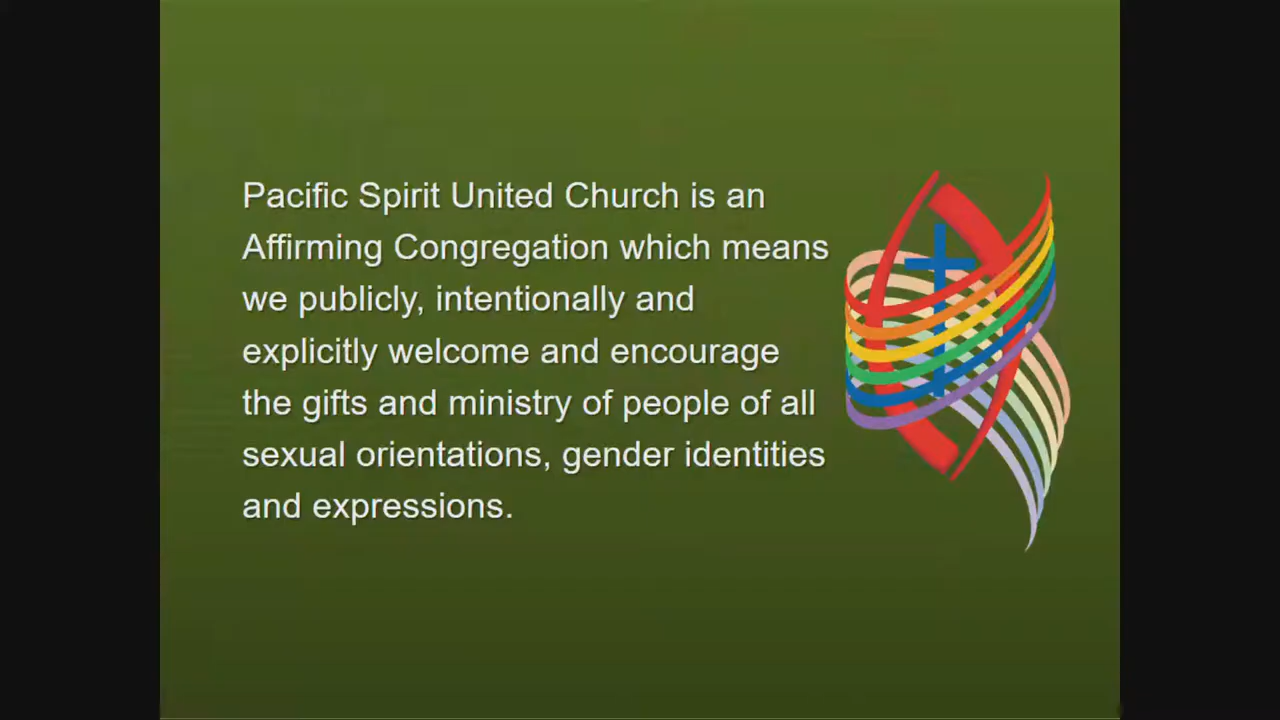 Pacific Spirit United Church is an
Affirming Congregation which means
we publicly, intentionally and
explicitly welcome and encourage
the gifts and ministry of people of all
sexual orientations, gender identities
and expressions.